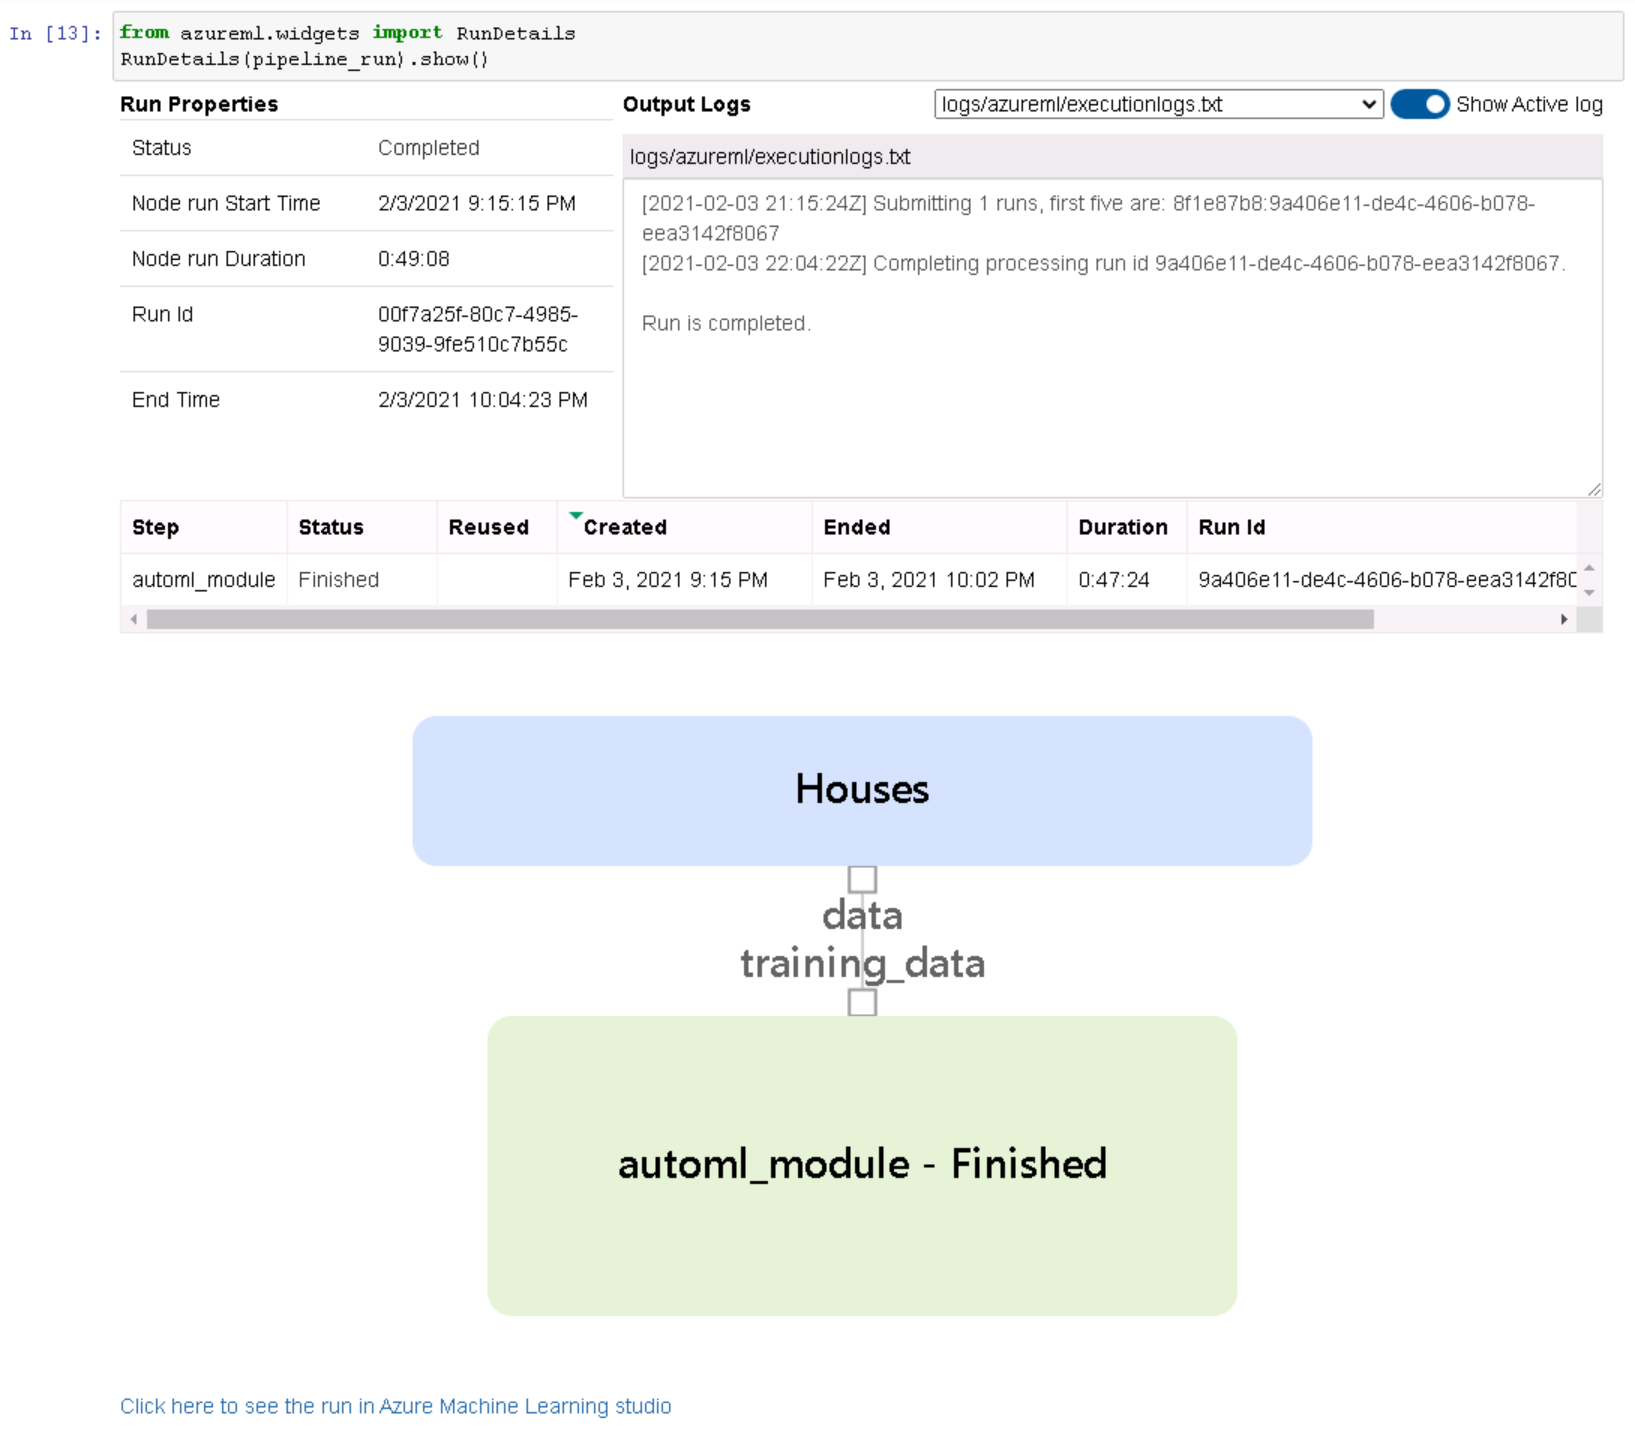 In [13]: from azureml.widgets import RunDetails
RunDetails(pipeline_run).show()
Run Properties
Status Completed
Node run Start Time 2/3/2021 9:15:15 PM
Node run Duration 0:49:08
Run Id 00f7a25f-80c7-4985-
9039-9fe510c7b55c
End Time 2/3/2021 10:04:23 PM
Output Logs logs/azureml/executionlogs.txt Show Active log
logs/azureml/executionlogs.txt
[2021-02-03 21:15:24Z] Submitting 1 runs, first five are: 8f1e87b8:9a406e11-de4c-4606-b078-
eea3142f8067
[2021-02-03 22:04:22Z] Completing processing run id 9a406e11-de4c-4606-b078-eea3142f8067.
Run is completed.
Step Status Reused Created Ended Duration Run Id
automl_module Finished Feb 3, 2021 9:15 PM Feb 3, 2021 10:02 PM 0:47:24 9a406e11-de4c-4606-b078-eea3142f80
Houses
data
training_data
automl_module - Finished
Click here to see the run in Azure Machine Learning studio